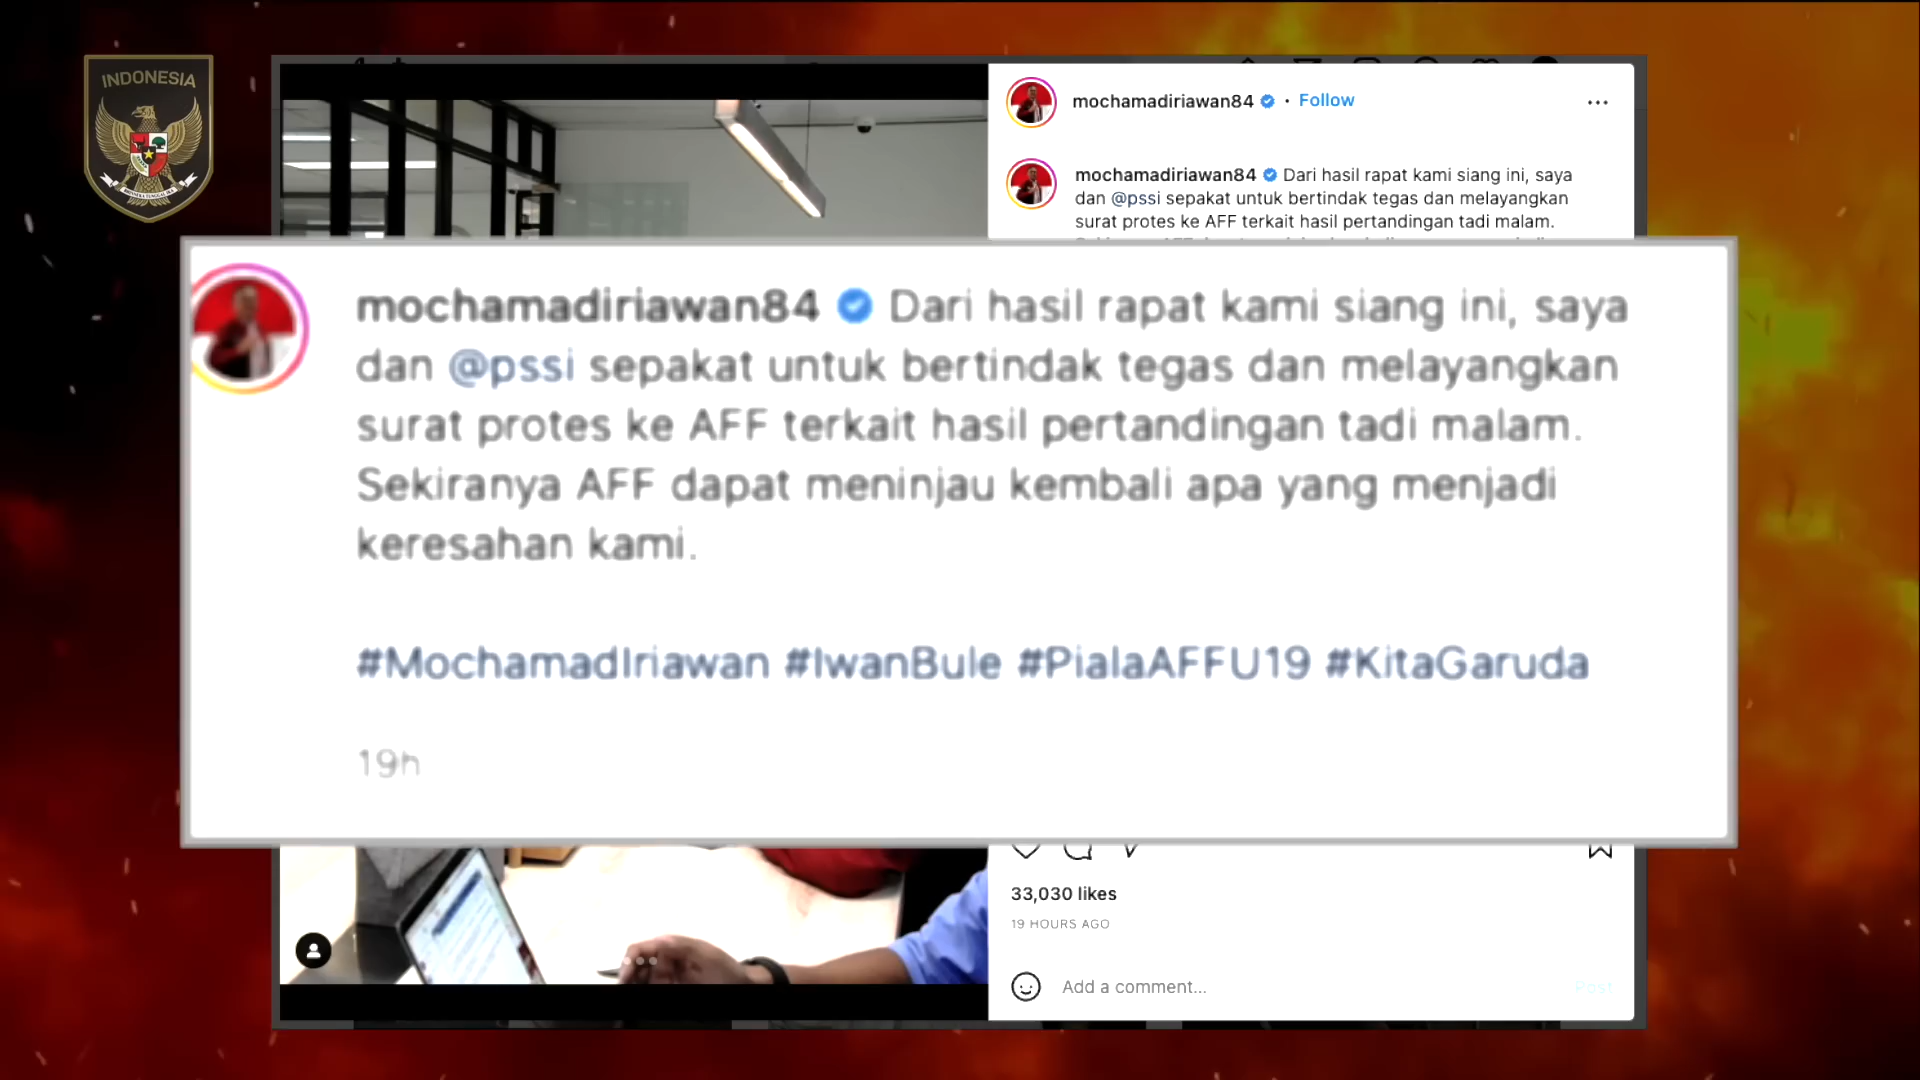 INDONESIA
mochamadiriawan84 • Follow
mochamadiriawan84 Dari hasil rapat kami siang ini, saya
dan @pssi sepakat untuk bertindak tegas dan melayangkan
surat protes ke AFF terkait hasil pertandingan tadi malam.
mochamadiriawan84 Dari hasil rapat kami siang ini, saya
dan @pssi sepakat untuk bertindak tegas dan melayangkan
surat protes ke AFF terkait hasil pertandingan tadi malam.
Sekiranya AFF dapat meninjau kembali apa yang menjadi
keresahan kami.
#MochamadIriawan #IwanBule #PialaAFFU19 #KitaGaruda
19h
33,030 likes
19 HOURS AGO
Add a comment...
Post